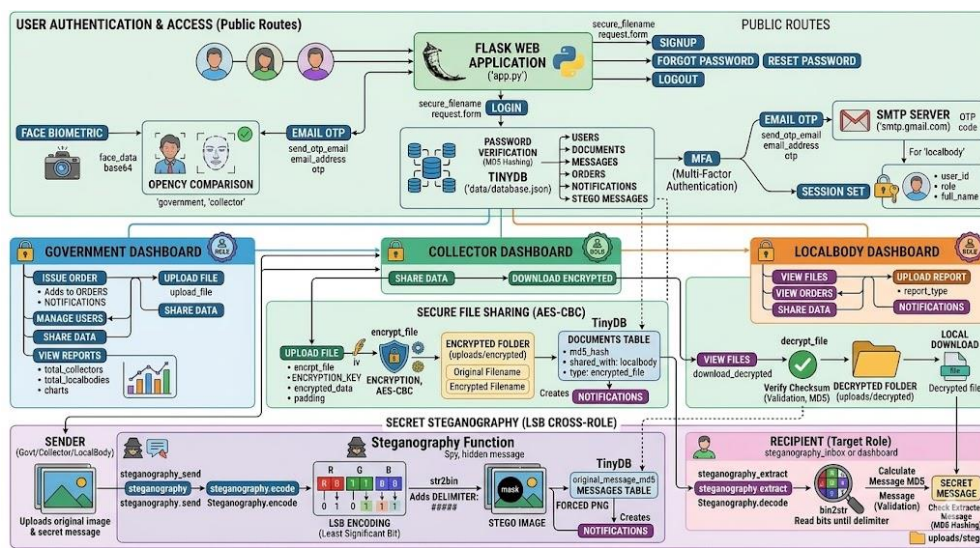 USER AUTHENTICATION & ACCESS (Public Routes)
PUBLIC ROUTES
FLASK WEB
APPLICATION
('app.py')
secure_filename
request.form
SIGNUP
FORGOT PASSWORD
RESET PASSWORD
LOGOUT
secure_filename
request.form
LOGIN
FACE BIOMETRIC
face_data
base64
OPENCY COMPARISON
'government, 'collector'
EMAIL OTP
send_otp_email
email_address
otp
PASSWORD
VERIFICATION
(MD5 Hashing)
TINYDB
('data/database.json')
USERS
DOCUMENTS
MESSAGES
ORDERS
NOTIFICATIONS
STEGO MESSAGES
MFA
(Multi-Factor
Authentication)
EMAIL OTP
send_otp_email
email_address
otp
SMTP SERVER
('smtp.gmail.com)
OTP
code
For 'localbody'
SESSION SET
• user_id
• role
• full_name
GOVERNMENT DASHBOARD
ISSUE ORDER
• Adds to ORDERS
• NOTIFICATIONS
MANAGE USERS
SHARE DATA
VIEW REPORTS
• total_collectors
• total_localbodies
• charts
UPLOAD FILE
upload_file
SHARE DATA
COLLECTOR DASHBOARD
SHARE DATA
DOWNLOAD ENCRYPTED
LOCALBODY DASHBOARD
VIEW FILES
VIEW ORDERS
SHARE DATA
UPLOAD REPORT
• report_type
NOTIFICATIONS
SECURE FILE SHARING (AES-CBC)
UPLOAD FILE
• encrpt_file
• ENCRYPTION_KEY
• encrypted_data
• padding
iv
encrypt_file
ENCRYPTION,
AES-CBC
ENCRYPTED FOLDER
(uploads/encrypted)
Original Filename
Encrypted Filename
TinyDB
DOCUMENTS TABLE
• md5_hash
• shared_with: localbody
• type: encrypted_file
Creates
NOTIFICATIONS
VIEW FILES
download_decrypted
decrypt_file
Verify Checksum
(Validation, MD5)
DECRYPTED FOLDER
(uploads/decrypted)
LOCAL
DOWNLOAD
file
Decrypted file
SECRET STEGANOGRAPHY (LSB CROSS-ROLE)
SENDER
(Govt/Collector/LocalBody)
Uploads original image
& secret message
Steganography Function
Spy, hidden message
steganography_send
steganography
steganography.send
steganography.ecode
Steganography.encode
R G B
0 1 0 1 1 1
LSB ENCODING
(Least Significant Bit)
str2bin
Adds DELIMITER:
#####
mask
STEGO IMAGE
TinyDB
original_message_md5
MESSAGES TABLE
FORCED PNG
Creates
NOTIFICATIONS
RECIPIENT (Target Role)
steganography_inbox or dashboard
steganography_extract
steganography.extract
Steganography.decode
bin2str
Read bits until delimiter
Calculate
Message MD5
Message
(Validation)
SECRET
MESSAGE
Message
uploads/steg